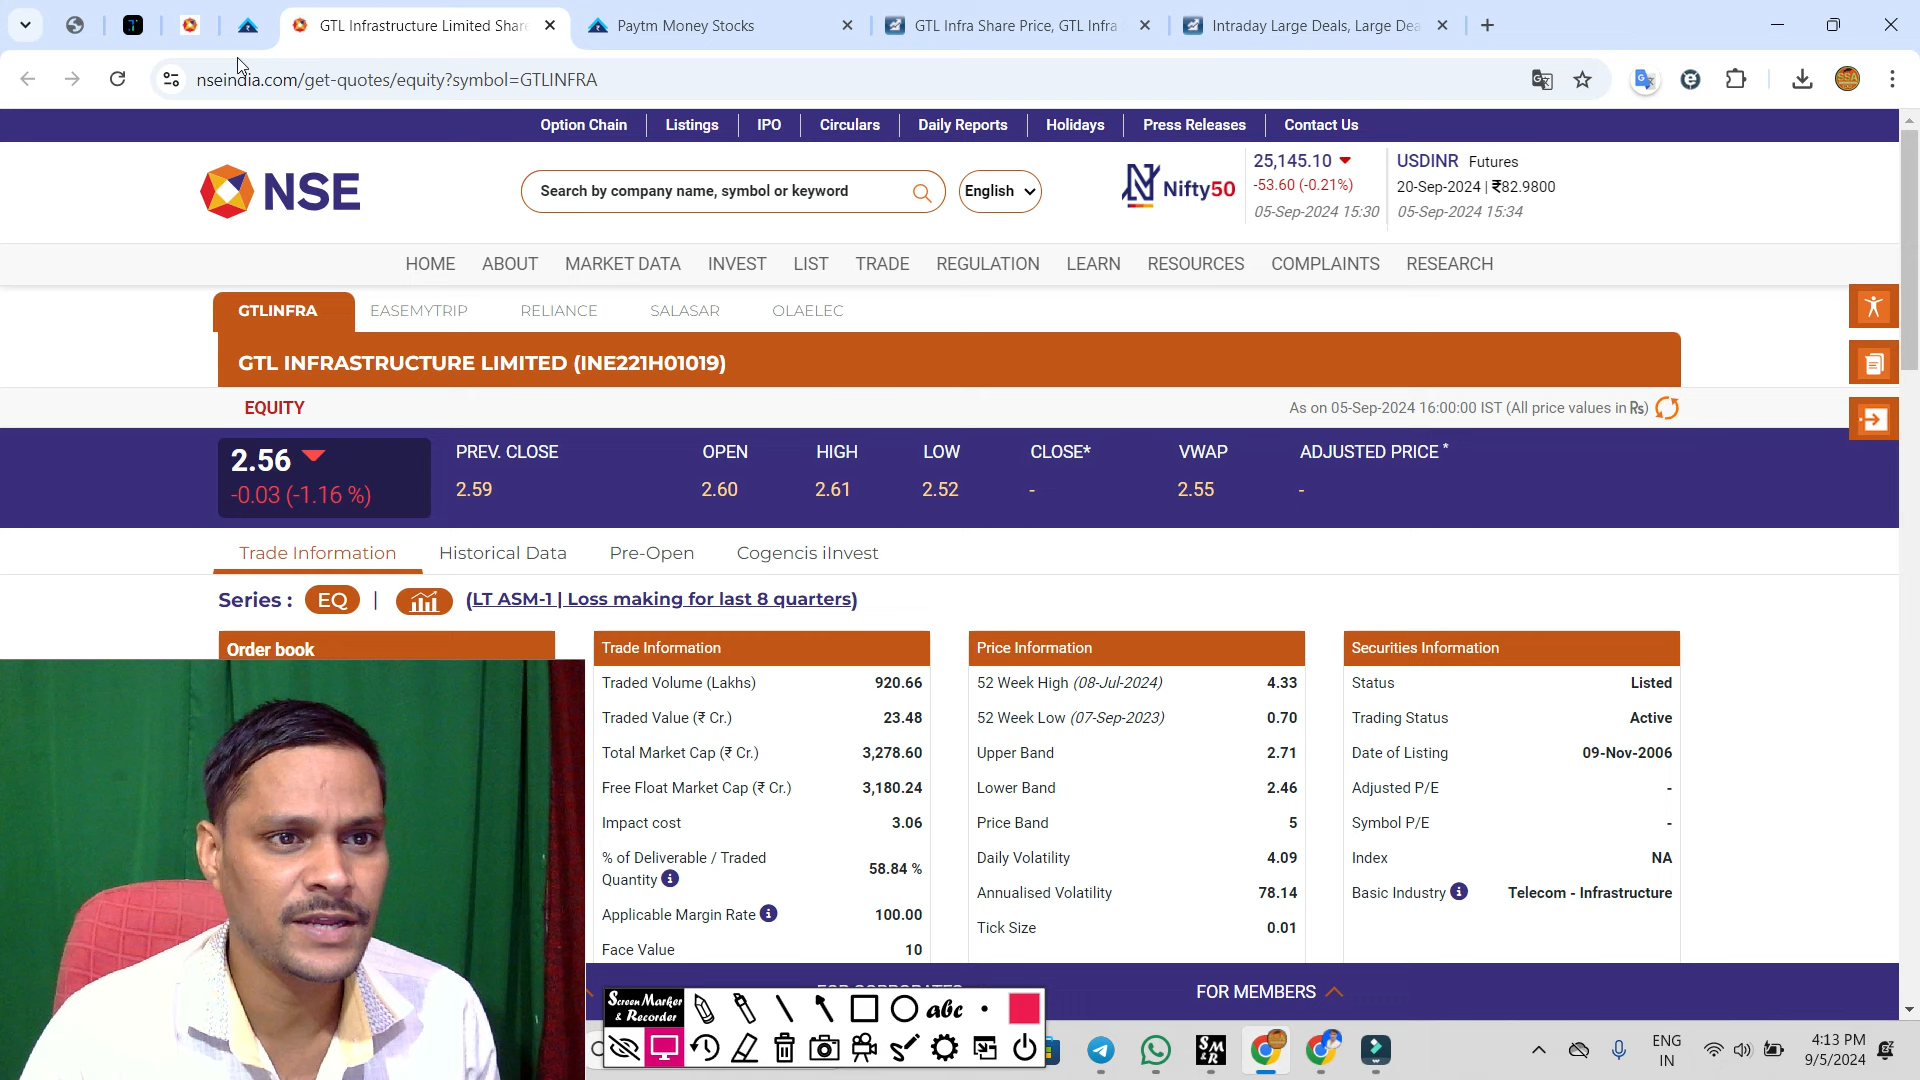 GTL Infrastructure Limited Share
Paytm Money Stocks
GTL Infra Share Price, GTL Infra
Intraday Large Deals, Large Dea
nseindia.com/get-quotes/equity?symbol=GTLINFRA
Option Chain
Listings
IPO
Circulars
Daily Reports
Holidays
Press Releases
Contact Us
NSE
Search by company name, symbol or keyword
English
Nifty50
25,145.10
-53.60 (-0.21%)
05-Sep-2024 15:30
USDINR Futures
20-Sep-2024 | ₹82.9800
05-Sep-2024 15:34
HOME
ABOUT
MARKET DATA
INVEST
LIST
TRADE
REGULATION
LEARN
RESOURCES
COMPLAINTS
RESEARCH
GTLINFRA
EASEMYTRIP
RELIANCE
SALASAR
OLAELEC
GTL INFRASTRUCTURE LIMITED (INE221H01019)
EQUITY
As on 05-Sep-2024 16:00:00 IST (All price values in ₨)
2.56
-0.03 (-1.16 %)
PREV. CLOSE
2.59
OPEN
2.60
HIGH
2.61
LOW
2.52
CLOSE*
-
VWAP
2.55
ADJUSTED PRICE *
-
Trade Information
Historical Data
Pre-Open
Cogencis iInvest
Series : EQ | (LT ASM-1 | Loss making for last 8 quarters)
Order book
Trade Information
Traded Volume (Lakhs) 920.66
Traded Value (₹ Cr.) 23.48
Total Market Cap (₹ Cr.) 3,278.60
Free Float Market Cap (₹ Cr.) 3,180.24
Impact cost 3.06
% of Deliverable / Traded
Quantity 58.84 %
Applicable Margin Rate 100.00
Face Value 10
Price Information
52 Week High (08-Jul-2024) 4.33
52 Week Low (07-Sep-2023) 0.70
Upper Band 2.71
Lower Band 2.46
Price Band 5
Daily Volatility 4.09
Annualised Volatility 78.14
Tick Size 0.01
Securities Information
Status Listed
Trading Status Active
Date of Listing 09-Nov-2006
Adjusted P/E -
Symbol P/E -
Index NA
Basic Industry Telecom - Infrastructure
FOR MEMBERS
Screen Marker
& Recorder
abc
SM
&R
ENG
IN
4:13 PM
9/5/2024